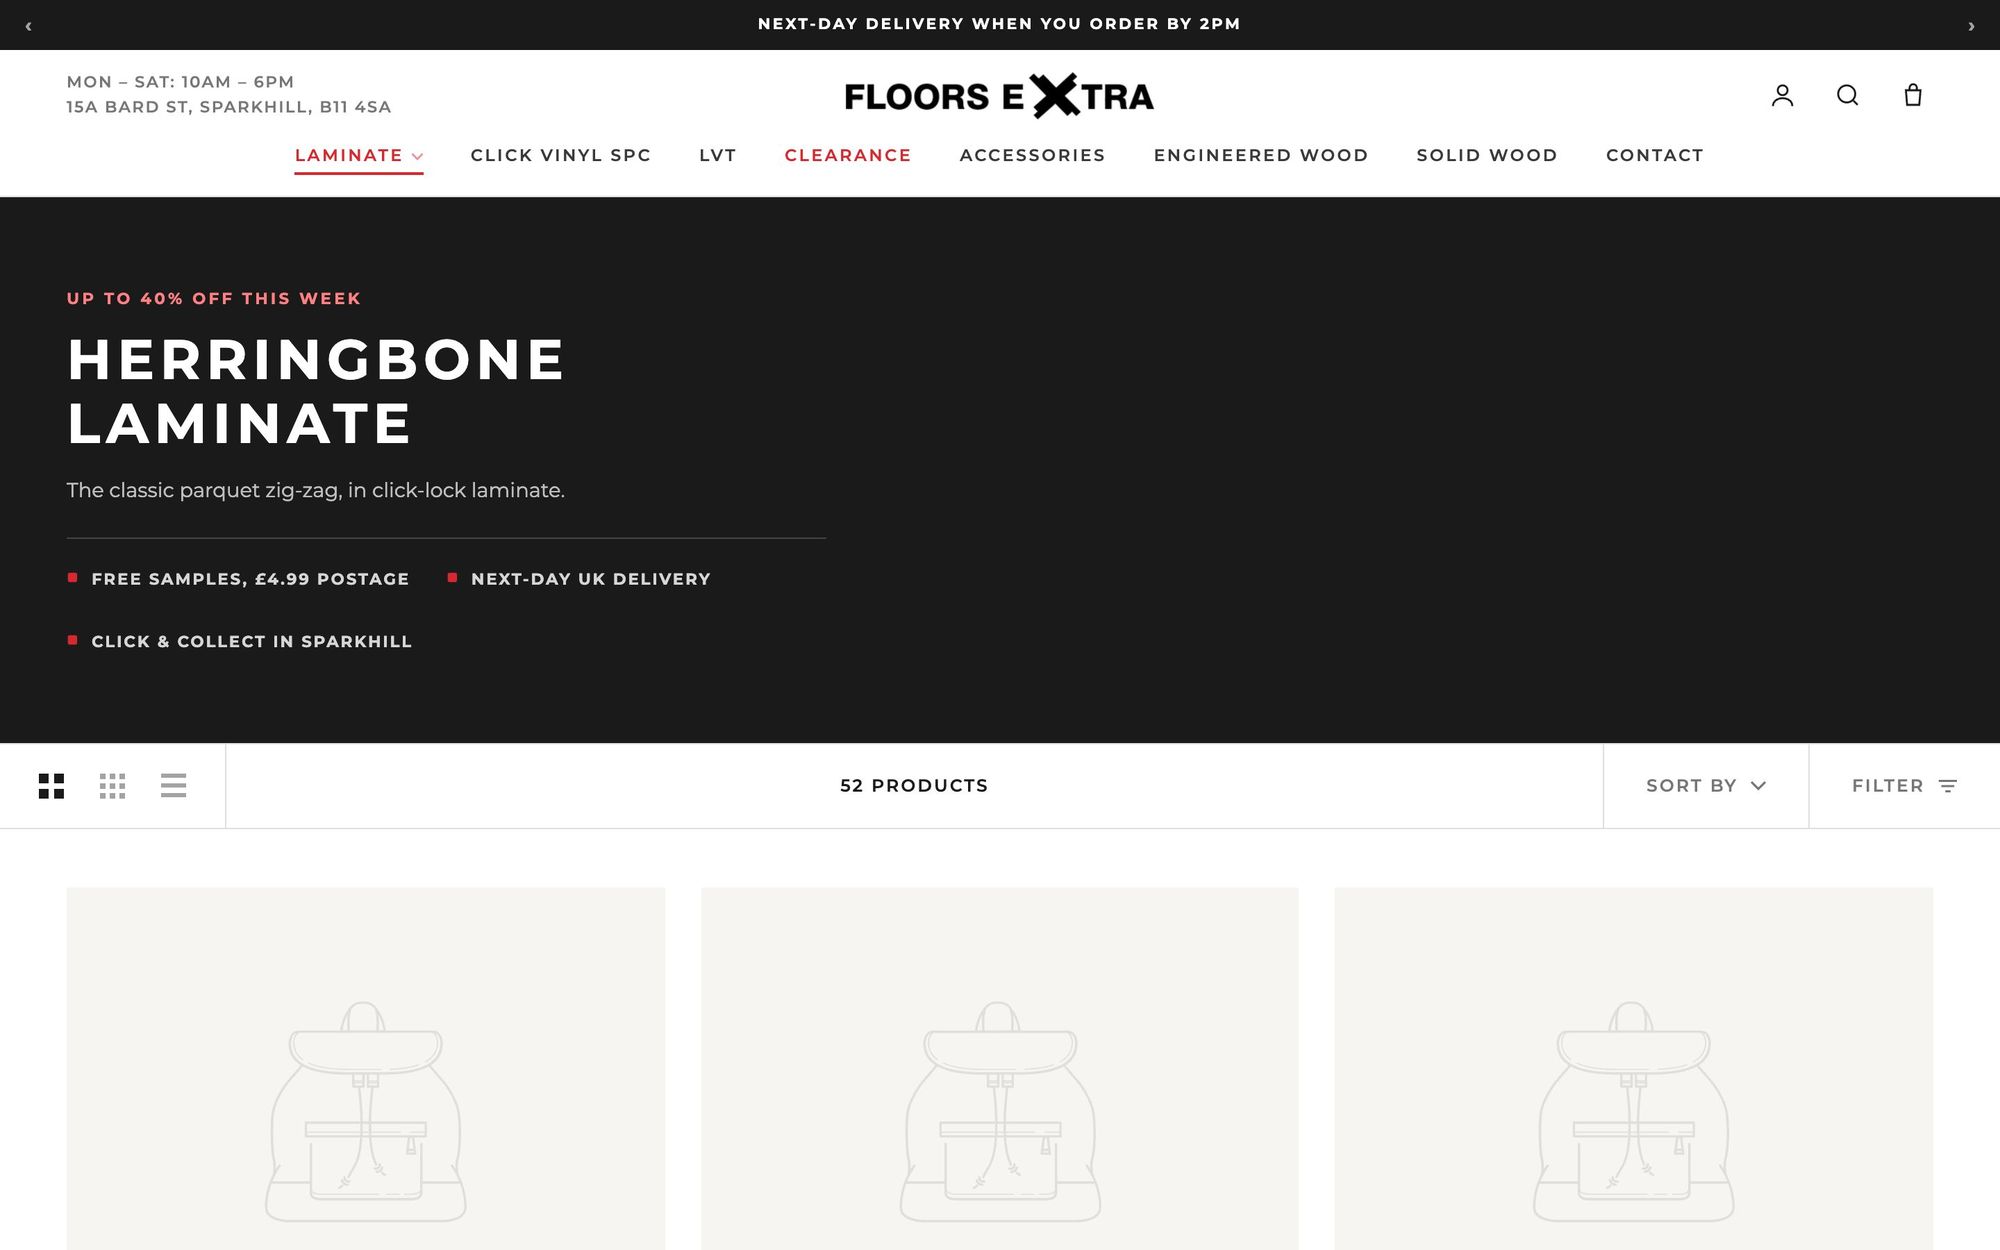 ‹
NEXT-DAY DELIVERY WHEN YOU ORDER BY 2PM
›
MON – SAT: 10AM – 6PM
15A BARD ST, SPARKHILL, B11 4SA
FLOORS EXTRA
LAMINATE
CLICK VINYL SPC
LVT
CLEARANCE
ACCESSORIES
ENGINEERED WOOD
SOLID WOOD
CONTACT
UP TO 40% OFF THIS WEEK
HERRINGBONE
LAMINATE
The classic parquet zig-zag, in click-lock laminate.
FREE SAMPLES, £4.99 POSTAGE
NEXT-DAY UK DELIVERY
CLICK & COLLECT IN SPARKHILL
52 PRODUCTS
SORT BY
FILTER